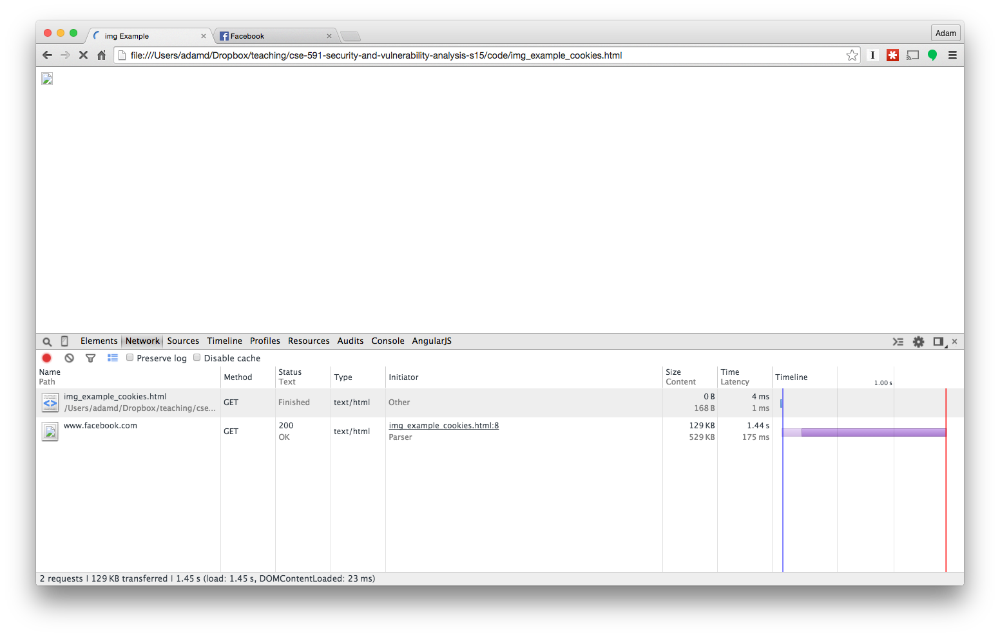 img Example
Facebook
Adam
file:///Users/adamd/Dropbox/teaching/cse-591-security-and-vulnerability-analysis-s15/code/img_example_cookies.html
Elements Network Sources Timeline Profiles Resources Audits Console AngularJS
Preserve log Disable cache
Name Path Method Status Text Type Initiator Size Content Time Latency Timeline 1.00 s
img_example_cookies.html 0 B 4 ms
/Users/adamd/Dropbox/teaching/cse... GET Finished text/html Other 168 B 1 ms
www.facebook.com 200 img_example_cookies.html:8 129 KB 1.44 s
GET OK text/html Parser 529 KB 175 ms
2 requests | 129 KB transferred | 1.45 s (load: 1.45 s, DOMContentLoaded: 23 ms)